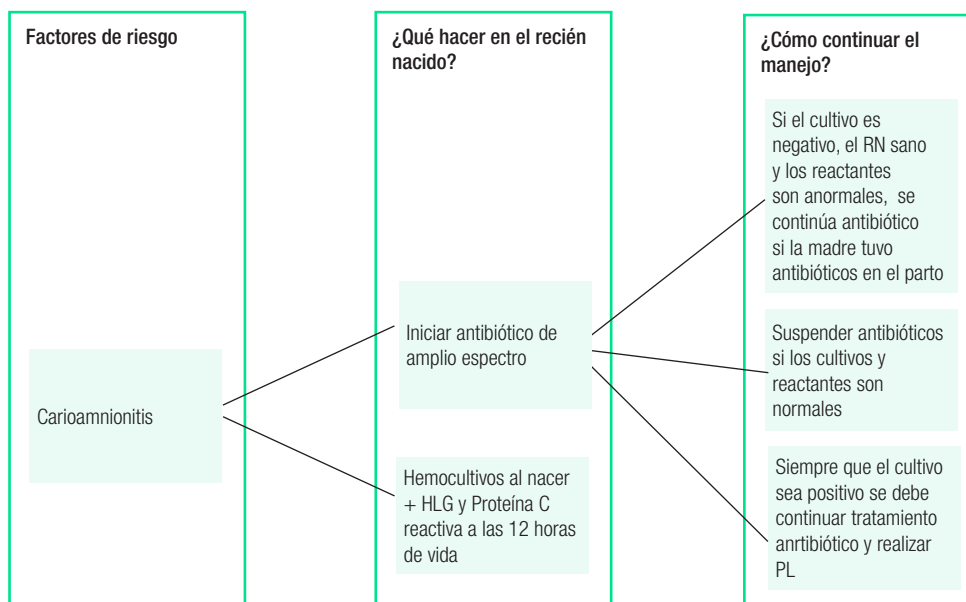 Factores de riesgo
Carioamnionitis
¿Qué hacer en el recién
nacido?
Iniciar antibiótico de
amplio espectro
Hemocultivos al nacer
+ HLG y Proteína C
reactiva a las 12 horas
de vida
¿Cómo continuar el
manejo?
Si el cultivo es
negativo, el RN sano
y los reactantes
son anormales, se
continúa antibiótico
si la madre tuvo
antibióticos en el parto
Suspender antibióticos
si los cultivos y
reactantes son
normales
Siempre que el cultivo
sea positivo se debe
continuar tratamiento
anrtibiótico y realizar
PL